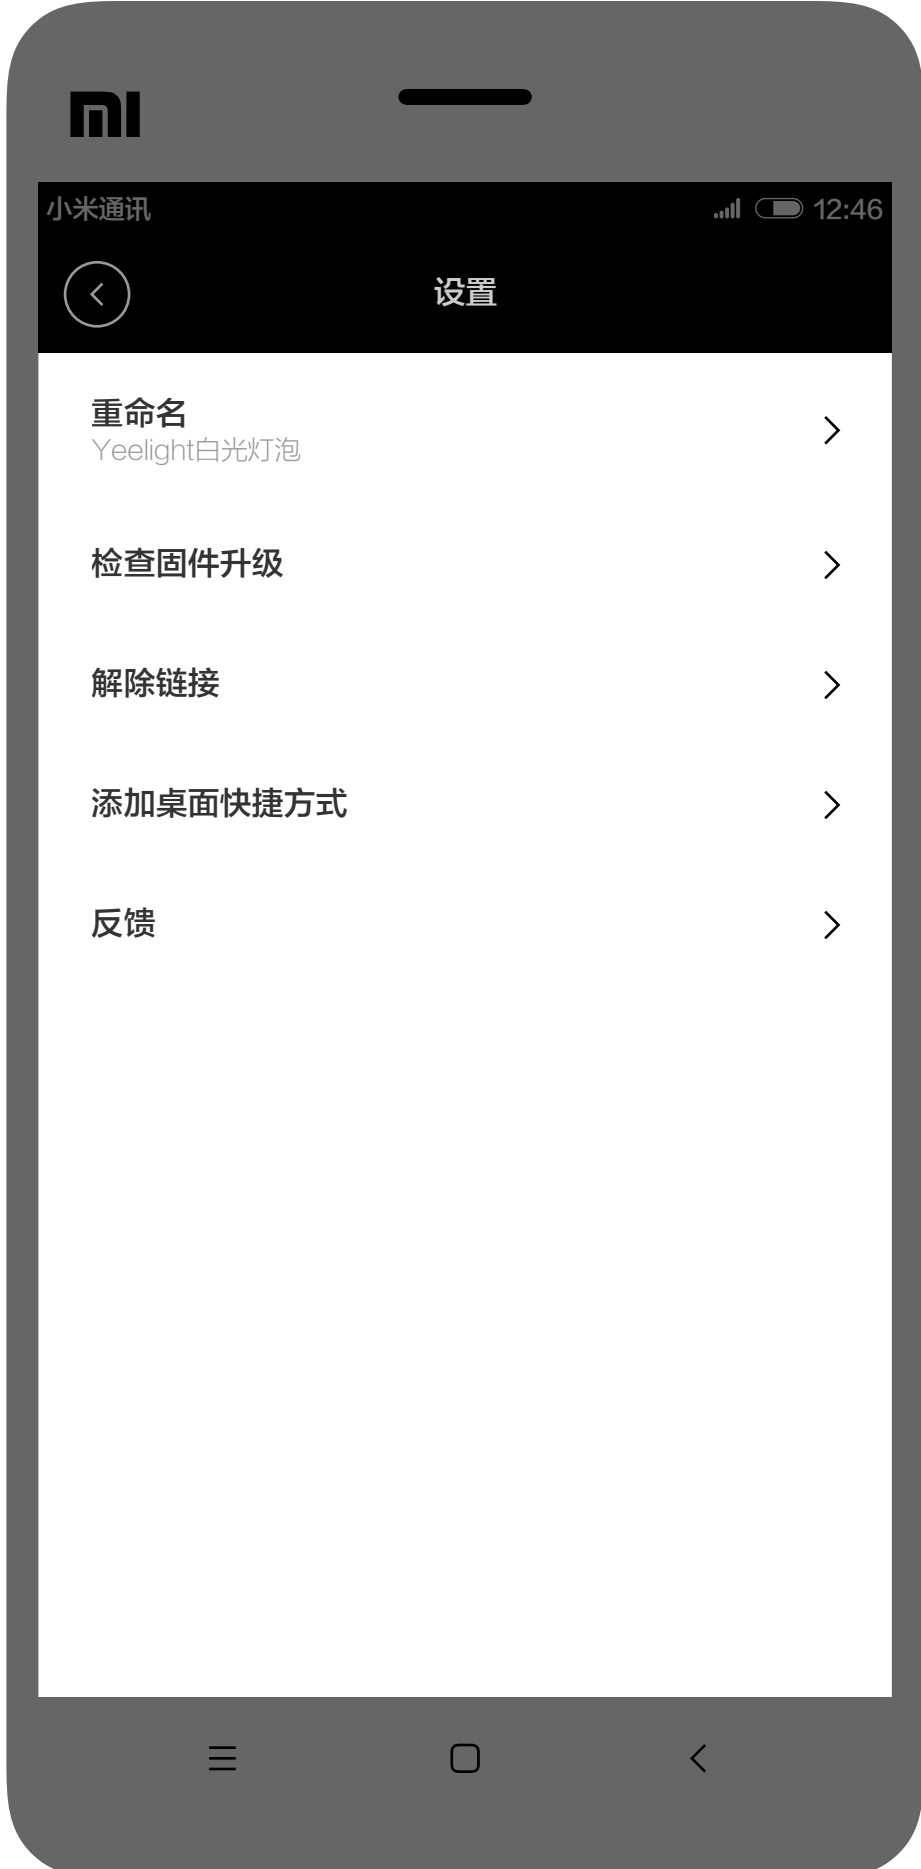 mi
小米通讯 12:46
设置
重命名
Yeelight白光灯泡
检查固件升级
解除链接
添加桌面快捷方式
反馈